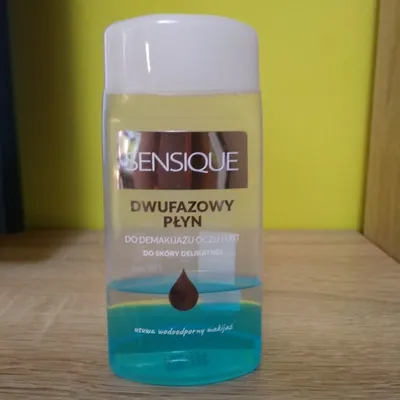 SENSIQUE
DWUFAZOWY
PŁYN
DO DEMAKIJAŻU OCZU I UST
DO SKÓRY DELIKATNEJ
usuwa wodoodporny makijaż